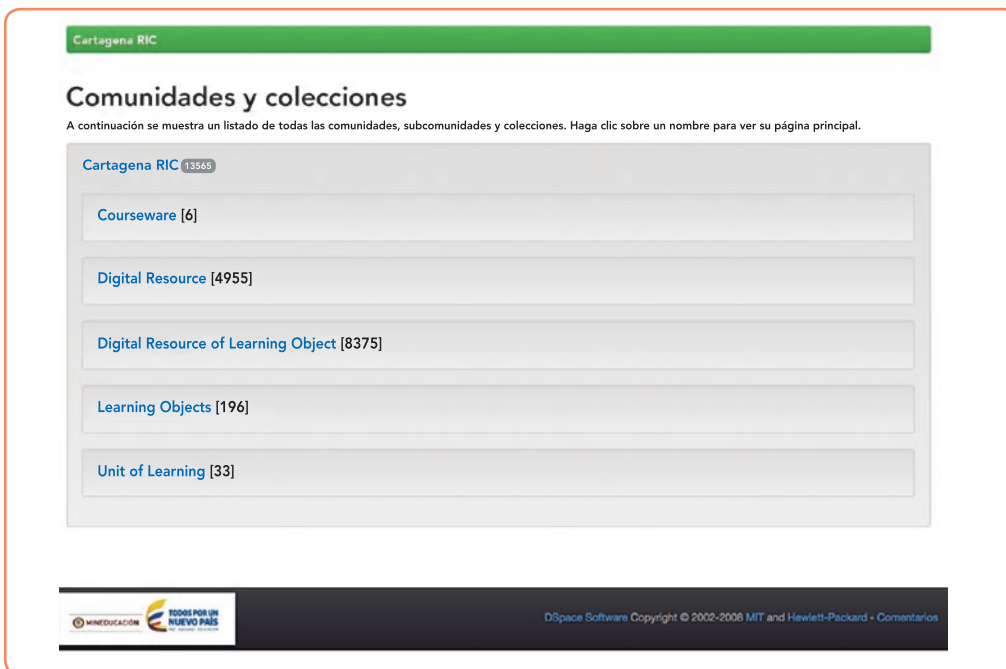 Cartagena RIC
Comunidades y colecciones
A continuación se muestra un listado de todas las comunidades, subcomunidades y colecciones. Haga clic sobre un nombre para ver su página principal.
Cartagena RIC 13565
Courseware [6]
Digital Resource [4955]
Digital Resource of Learning Object [8375]
Learning Objects [196]
Unit of Learning [33]
MINEDUCACIÓN
TODOS POR UN
NUEVO PAÍS
PAZ EQUIDAD EDUCACIÓN
DSpace Software Copyright © 2002-2008 MIT and Hewlett-Packard - Comentarios